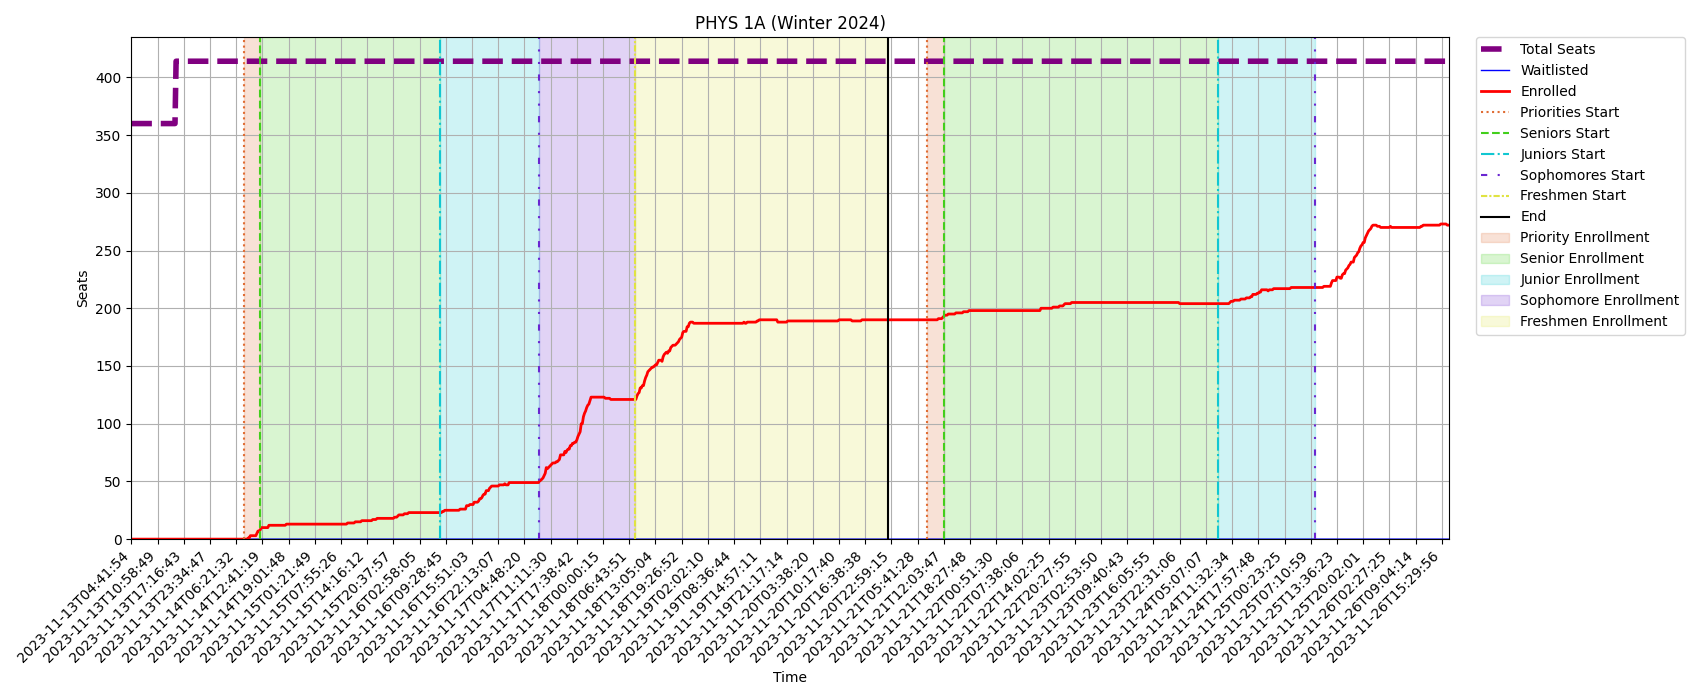 PHYS 1A (Winter 2024)
Seats
400
350
300
250
200
150
100
50
0
2023-11-13T04:41:54
2023-11-13T10:58:49
2023-11-13T17:16:43
2023-11-13T23:34:47
2023-11-14T06:21:32
2023-11-14T12:41:19
2023-11-14T19:01:48
2023-11-15T01:21:49
2023-11-15T07:55:26
2023-11-15T14:16:12
2023-11-15T20:37:57
2023-11-16T02:58:05
2023-11-16T09:28:45
2023-11-16T15:51:03
2023-11-16T22:13:07
2023-11-17T04:48:20
2023-11-17T11:11:30
2023-11-17T17:38:42
2023-11-18T00:00:15
2023-11-18T06:43:51
2023-11-18T13:05:04
2023-11-18T19:26:52
2023-11-19T02:02:10
2023-11-19T08:36:44
2023-11-19T14:57:11
2023-11-19T21:17:14
2023-11-20T03:38:20
2023-11-20T10:17:40
2023-11-20T16:38:39
2023-11-20T22:59:15
2023-11-21T05:41:28
2023-11-21T12:03:47
2023-11-21T18:27:48
2023-11-22T00:51:30
2023-11-22T07:38:06
2023-11-22T14:02:25
2023-11-22T20:27:55
2023-11-23T02:53:50
2023-11-23T09:40:43
2023-11-23T16:05:55
2023-11-23T22:31:06
2023-11-24T05:07:07
2023-11-24T11:32:34
2023-11-24T17:57:48
2023-11-25T00:23:25
2023-11-25T07:10:59
2023-11-25T13:36:23
2023-11-25T20:02:01
2023-11-26T02:27:25
2023-11-26T09:04:14
2023-11-26T15:29:56
Time
Total Seats
Waitlisted
Enrolled
Priorities Start
Seniors Start
Juniors Start
Sophomores Start
Freshmen Start
End
Priority Enrollment
Senior Enrollment
Junior Enrollment
Sophomore Enrollment
Freshmen Enrollment